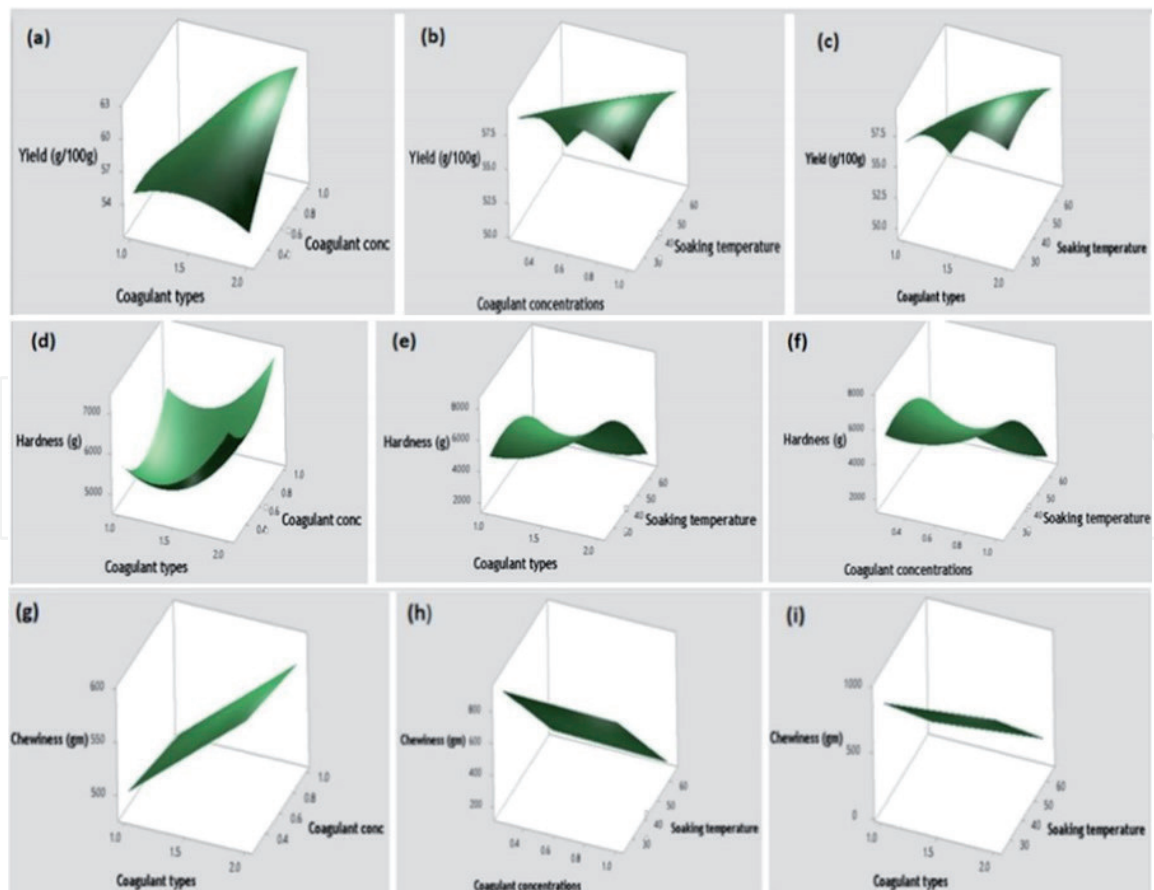 (a)
63
60
Yield (g/100g)
57
54
1.0
0.8
0.6
Coagulant conc
1.0
1.5
2.0
Coagulant types
(b)
57.5
Yield (g/100g)
55.0
52.5
50.0
60
50
Soaking temperature
0.4
0.6
0.8
1.0
Coagulant concentrations
(c)
57.5
Yield (g/100g)
55.0
52.5
50.0
60
50
40
30
Soaking temperature
1.0
1.5
2.0
Coagulant types
(d)
7000
Hardness (g)
6000
5000
1.0
0.8
0.6
Coagulant conc
1.0
1.5
2.0
Coagulant types
(e)
8000
Hardness (g)
6000
4000
2000
60
50
40
Soaking temperature
1.0
1.5
2.0
Coagulant types
(f)
8000
Hardness (g)
6000
4000
2000
60
50
40
30
Soaking temperature
0.4
0.6
0.8
1.0
Coagulant concentrations
(g)
600
Chewiness (gm)
550
500
1.0
0.8
0.6
0.4
Coagulant conc
1.0
1.5
2.0
Coagulant types
(h)
800
Chewiness (gm)
600
400
200
60
50
40
30
Soaking temperature
0.4
0.6
0.8
1.0
Coagulant concentrations
(i)
1000
Chewiness (gm)
500
0
60
50
40
30
Soaking temperature
1.0
1.5
2.0
Coagulant types